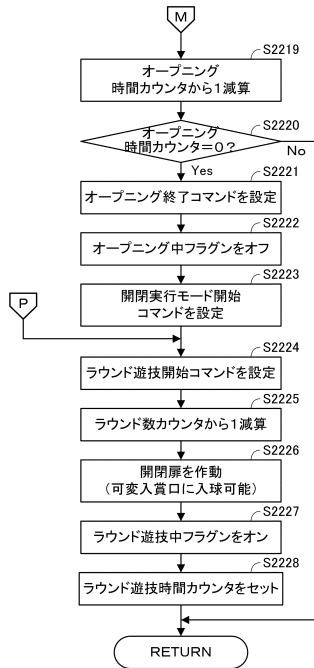 M
S2219
オープニング
時間カウンタから1減算
S2220
オープニング
時間カウンタ=0?
No
Yes
S2221
オープニング終了コマンドを設定
S2222
オープニング中フラグンをオフ
S2223
開閉実行モード開始
コマンドを設定
P
S2224
ラウンド遊技開始コマンドを設定
S2225
ラウンド数カウンタから1減算
S2226
開閉扉を作動
(可変入賞口に入球可能)
S2227
ラウンド遊技中フラグンをオン
S2228
ラウンド遊技時間カウンタをセット
RETURN